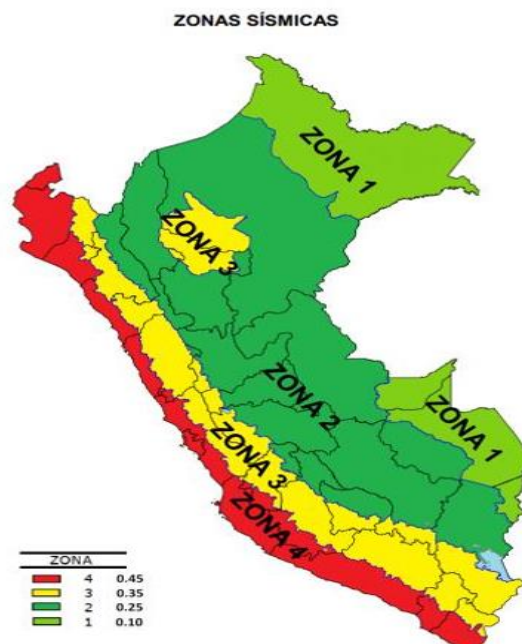 ZONAS SÍSMICAS
ZONA 1
ZONA 3
ZONA 2
ZONA 1
ZONA 3
ZONA 4
ZONA
4 0.45
3 0.35
2 0.25
1 0.10